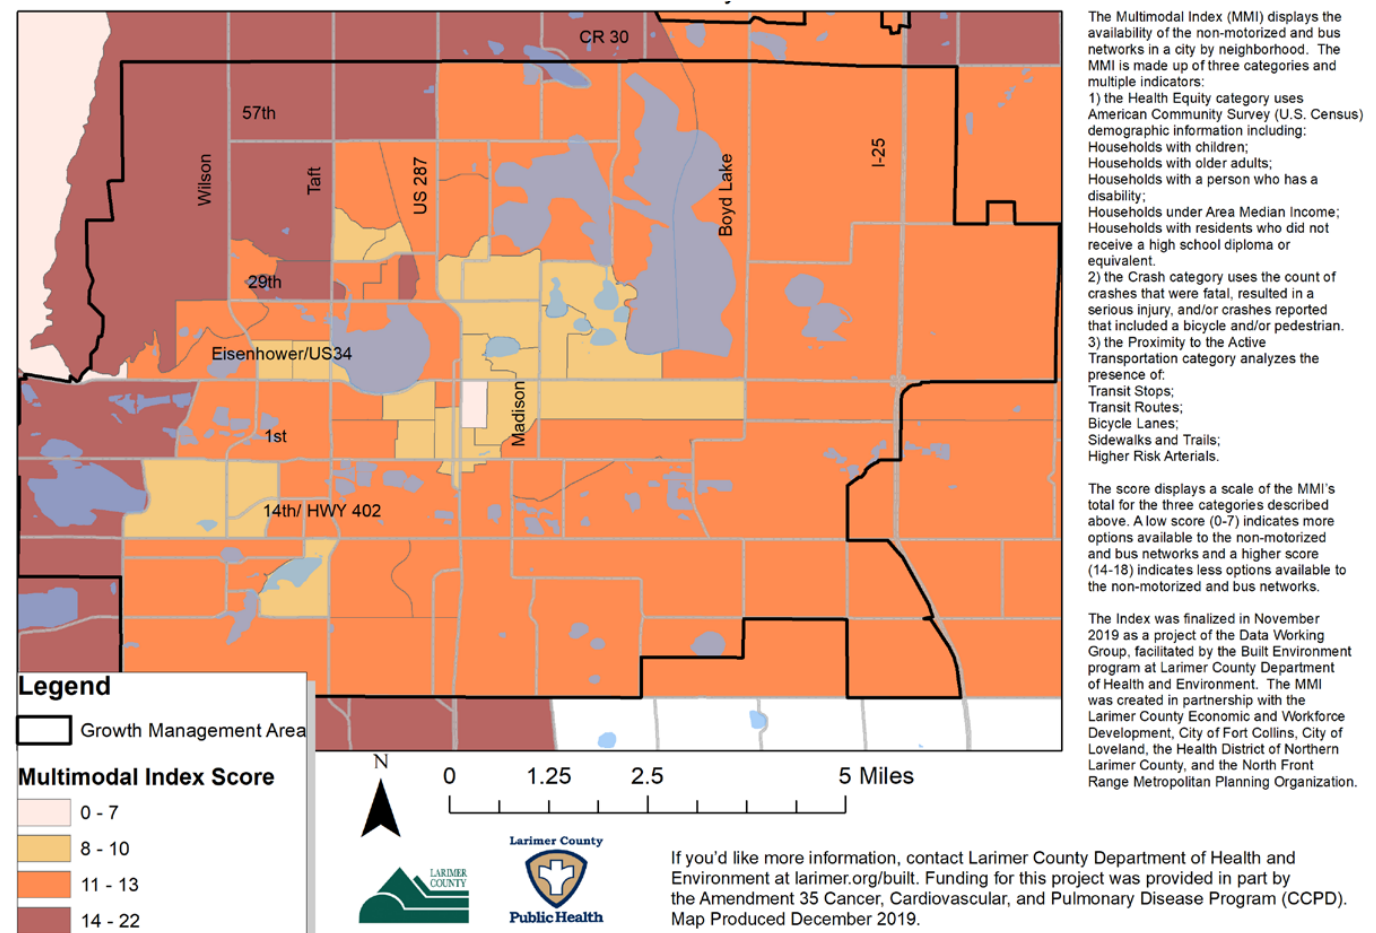 CR 30
57th
Wilson
Taft
US 287
Boyd Lake
I-25
29th
Eisenhower/US34
Madison
1st
14th/ HWY 402
Legend
Growth Management Area
Multimodal Index Score
0 - 7
8 - 10
11 - 13
14 - 22
N
0 1.25 2.5 5 Miles
LARIMER
COUNTY
Larimer County
Public Health
The Multimodal Index (MMI) displays the
availability of the non-motorized and bus
networks in a city by neighborhood. The
MMI is made up of three categories and
multiple indicators:
1) the Health Equity category uses
American Community Survey (U.S. Census)
demographic information including:
Households with children;
Households with older adults;
Households with a person who has a
disability;
Households under Area Median Income;
Households with residents who did not
receive a high school diploma or
equivalent.
2) the Crash category uses the count of
crashes that were fatal, resulted in a
serious injury, and/or crashes reported
that included a bicycle and/or pedestrian.
3) the Proximity to the Active
Transportation category analyzes the
presence of:
Transit Stops;
Transit Routes;
Bicycle Lanes;
Sidewalks and Trails;
Higher Risk Arterials.
The score displays a scale of the MMI's
total for the three categories described
above. A low score (0-7) indicates more
options available to the non-motorized
and bus networks and a higher score
(14-18) indicates less options available to
the non-motorized and bus networks.
The Index was finalized in November
2019 as a project of the Data Working
Group, facilitated by the Built Environment
program at Larimer County Department
of Health and Environment. The MMI
was created in partnership with the
Larimer County Economic and Workforce
Development, City of Fort Collins, City of
Loveland, the Health District of Northern
Larimer County, and the North Front
Range Metropolitan Planning Organization.
If you'd like more information, contact Larimer County Department of Health and
Environment at larimer.org/built. Funding for this project was provided in part by
the Amendment 35 Cancer, Cardiovascular, and Pulmonary Disease Program (CCPD).
Map Produced December 2019.